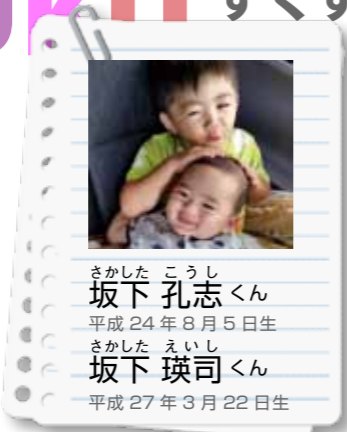 すくす
さかした こうし
坂下 孔志くん
平成 24 年 8 月 5 日生
さかした えいし
坂下 瑛司くん
平成 27 年 3 月 22 日生